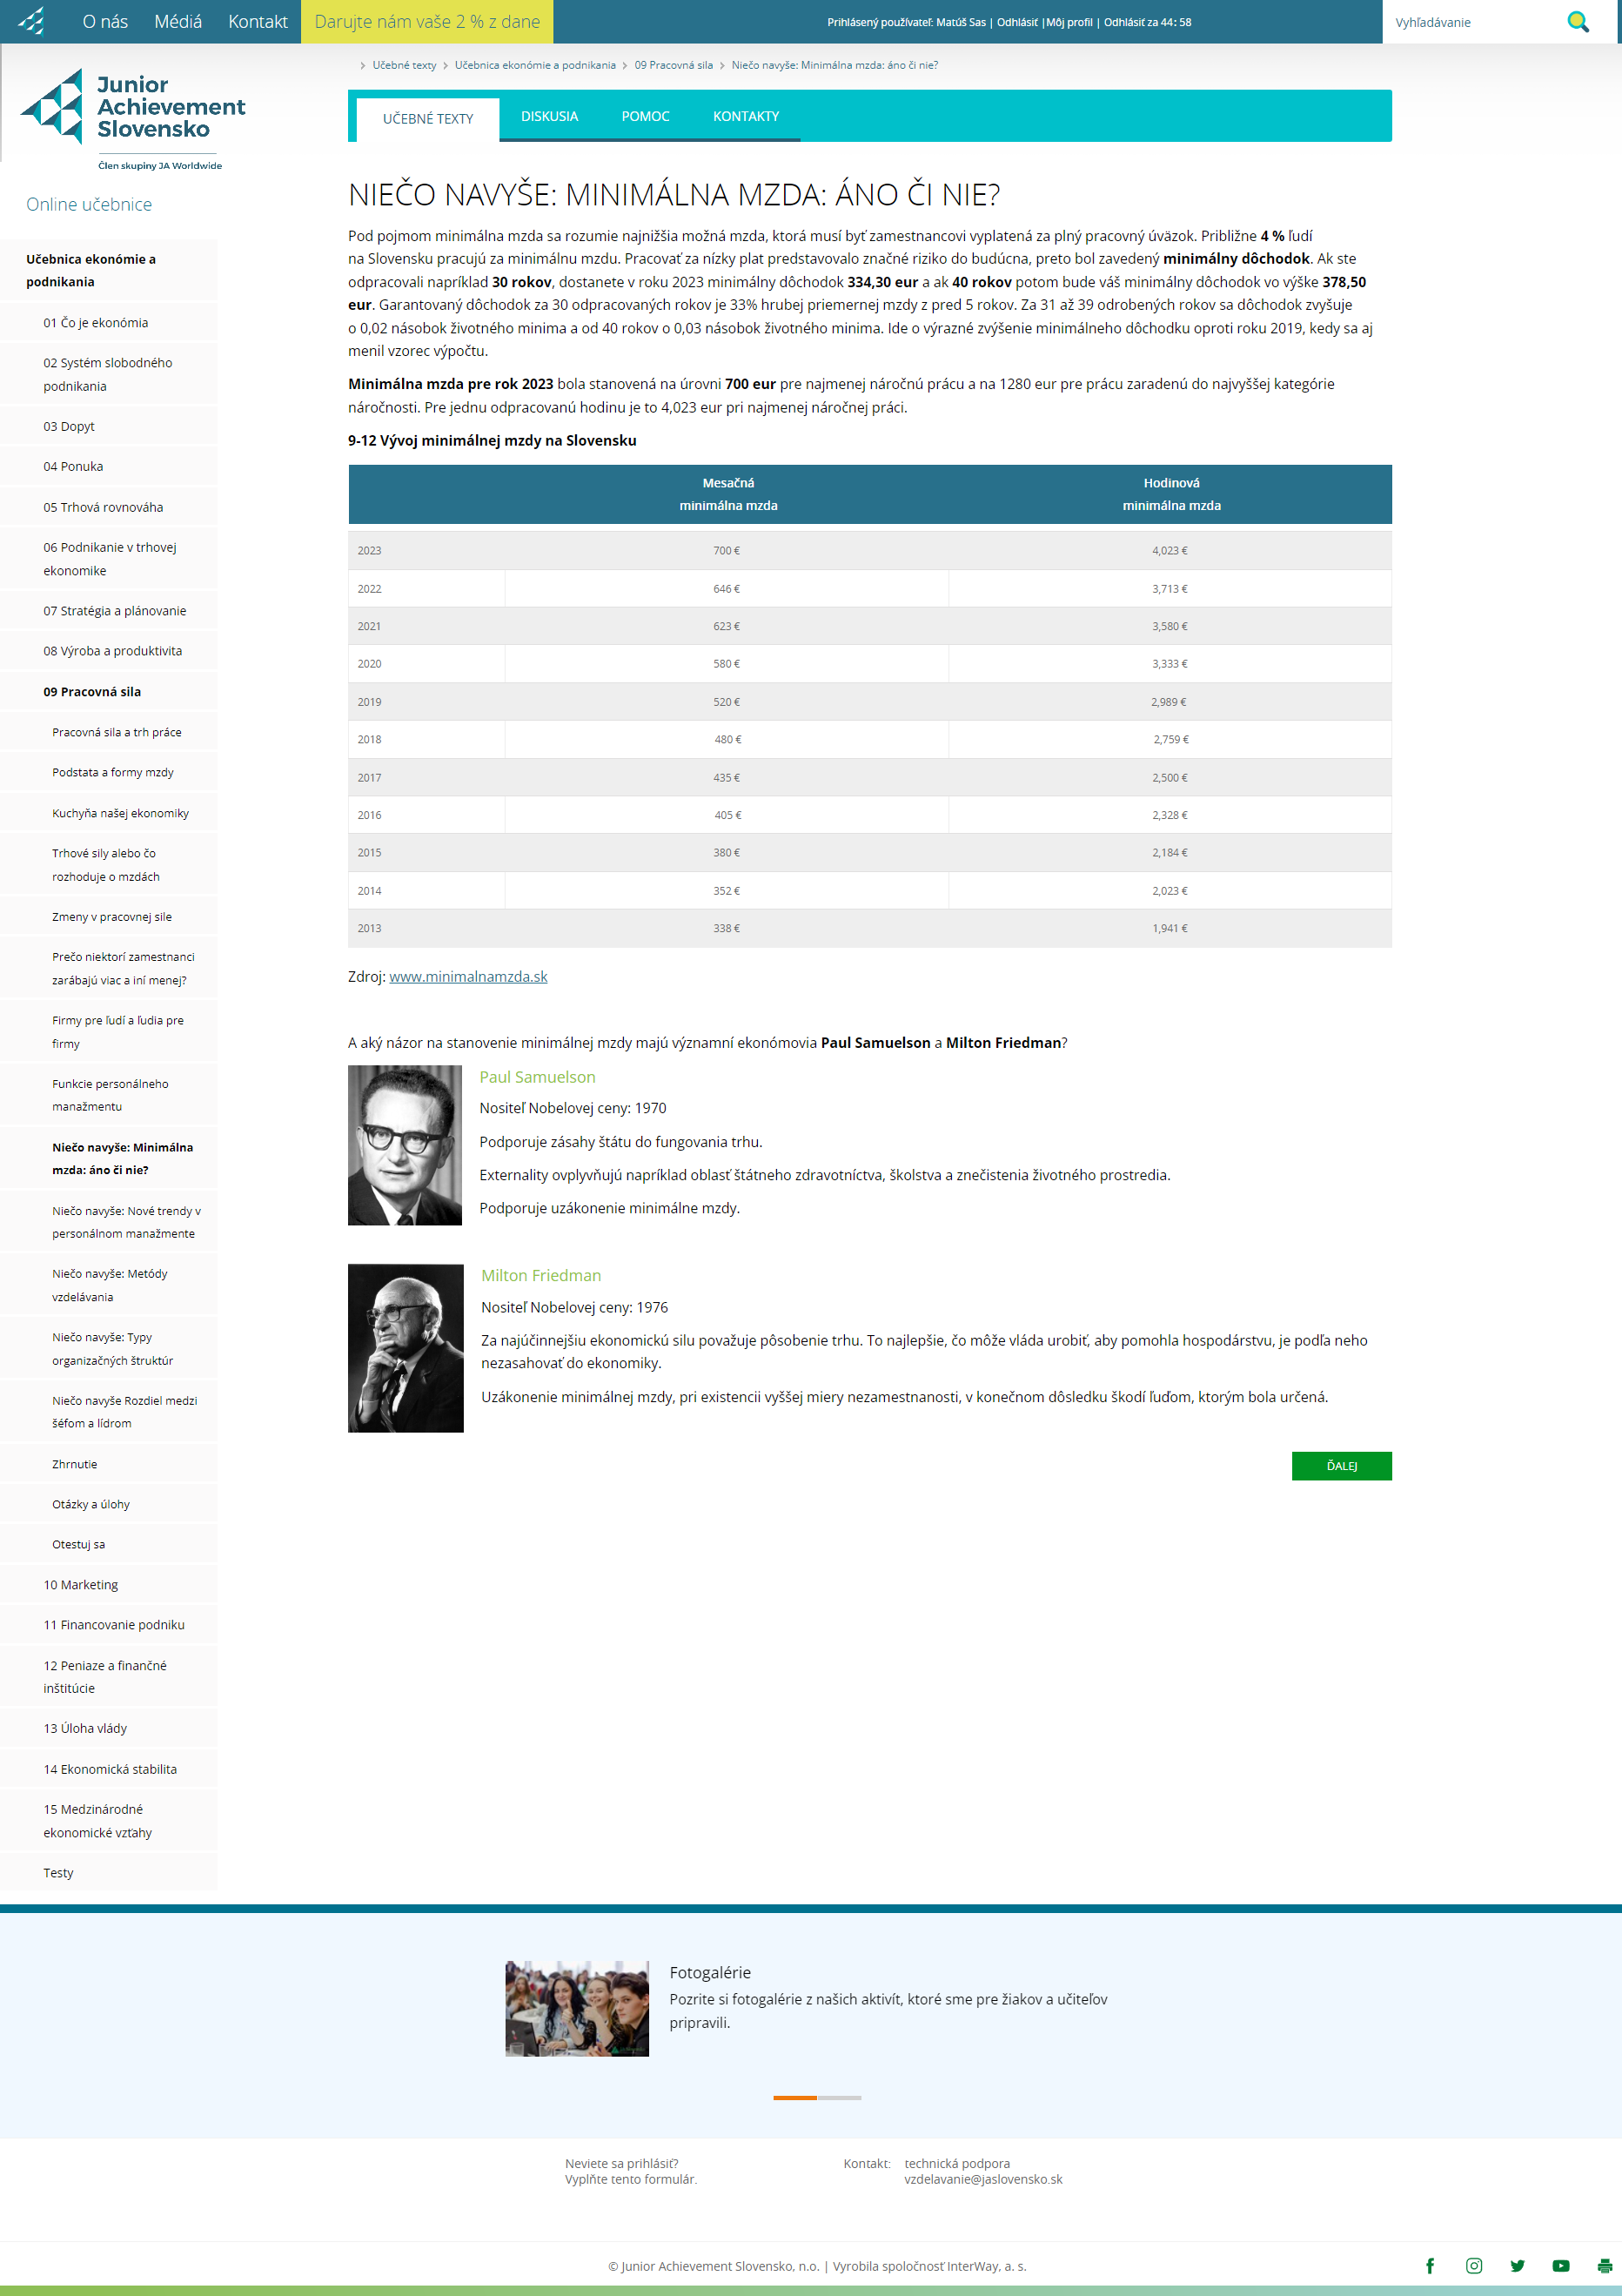 O nás Médiá Kontakt Darujte nám vaše 2 % z dane
Prihlásený používateľ: Matúš Sas | Odhlásiť |Môj profil | Odhlásiť za 44: 58
Vyhľadávanie
Junior
Achievement
Slovensko
Člen skupiny JA Worldwide
Učebné texty > Učebnica ekonómie a podnikania > 09 Pracovná sila > Niečo navyše: Minimálna mzda: áno či nie?
UČEBNÉ TEXTY DISKUSIA POMOC KONTAKTY
Online učebnice
Učebnica ekonómie a
podnikania
01 Čo je ekonómia
02 Systém slobodného
podnikania
03 Dopyt
04 Ponuka
05 Trhová rovnováha
06 Podnikanie v trhovej
ekonomike
07 Stratégia a plánovanie
08 Výroba a produktivita
09 Pracovná sila
Pracovná sila a trh práce
Podstata a formy mzdy
Kuchyňa našej ekonomiky
Trhové sily alebo čo
rozhoduje o mzdách
Zmeny v pracovnej sile
Prečo niektorí zamestnanci
zarábajú viac a iní menej?
Firmy pre ľudí a ľudia pre
firmy
Funkcie personálneho
manažmentu
Niečo navyše: Minimálna
mzda: áno či nie?
Niečo navyše: Nové trendy v
personálnom manažmente
Niečo navyše: Metódy
vzdelávania
Niečo navyše: Typy
organizačných štruktúr
Niečo navyše Rozdiel medzi
šéfom a lídrom
Zhrnutie
Otázky a úlohy
Otestuj sa
10 Marketing
11 Financovanie podniku
12 Peniaze a finančné
inštitúcie
13 Úloha vlády
14 Ekonomická stabilita
15 Medzinárodné
ekonomické vzťahy
Testy
NIEČO NAVYŠE: MINIMÁLNA MZDA: ÁNO ČI NIE?
Pod pojmom minimálna mzda sa rozumie najnižšia možná mzda, ktorá musí byť zamestnancovi vyplatená za plný pracovný úväzok. Približne 4 % ľudí
na Slovensku pracujú za minimálnu mzdu. Pracovať za nízky plat predstavovalo značné riziko do budúcna, preto bol zavedený minimálny dôchodok. Ak ste
odpracovali napríklad 30 rokov, dostanete v roku 2023 minimálny dôchodok 334,30 eur a ak 40 rokov potom bude váš minimálny dôchodok vo výške 378,50
eur. Garantovaný dôchodok za 30 odpracovaných rokov je 33% hrubej priemernej mzdy z pred 5 rokov. Za 31 až 39 odrobených rokov sa dôchodok zvyšuje
o 0,02 násobok životného minima a od 40 rokov o 0,03 násobok životného minima. Ide o výrazné zvýšenie minimálneho dôchodku oproti roku 2019, kedy sa aj
menil vzorec výpočtu.
Minimálna mzda pre rok 2023 bola stanovená na úrovni 700 eur pre najmenej náročnú prácu a na 1280 eur pre prácu zaradenú do najvyššej kategórie
náročnosti. Pre jednu odpracovanú hodinu je to 4,023 eur pri najmenej náročnej práci.
9-12 Vývoj minimálnej mzdy na Slovensku
Mesačná Hodinová
minimálna mzda minimálna mzda
2023 700 € 4,023 €
2022 646 € 3,713 €
2021 623 € 3,580 €
2020 580 € 3,333 €
2019 520 € 2,989 €
2018 480 € 2,759 €
2017 435 € 2,500 €
2016 405 € 2,328 €
2015 380 € 2,184 €
2014 352 € 2,023 €
2013 338 € 1,941 €
Zdroj: www.minimalnamzda.sk
A aký názor na stanovenie minimálnej mzdy majú významní ekonómovia Paul Samuelson a Milton Friedman?
Paul Samuelson
Nositeľ Nobelovej ceny: 1970
Podporuje zásahy štátu do fungovania trhu.
Externality ovplyvňujú napríklad oblasť štátneho zdravotníctva, školstva a znečistenia životného prostredia.
Podporuje uzákonenie minimálne mzdy.
Milton Friedman
Nositeľ Nobelovej ceny: 1976
Za najúčinnejšiu ekonomickú silu považuje pôsobenie trhu. To najlepšie, čo môže vláda urobiť, aby pomohla hospodárstvu, je podľa neho
nezasahovať do ekonomiky.
Uzákonenie minimálnej mzdy, pri existencii vyššej miery nezamestnanosti, v konečnom dôsledku škodí ľuďom, ktorým bola určená.
ĎALEJ
Fotogalérie
Pozrite si fotogalérie z našich aktivít, ktoré sme pre žiakov a učiteľov
pripravili.
Neviete sa prihlásiť?
Vyplňte tento formulár.
Kontakt: technická podpora
vzdelavanie@jaslovensko.sk
© Junior Achievement Slovensko, n.o. | Vyrobila spoločnosť InterWay, a. s.